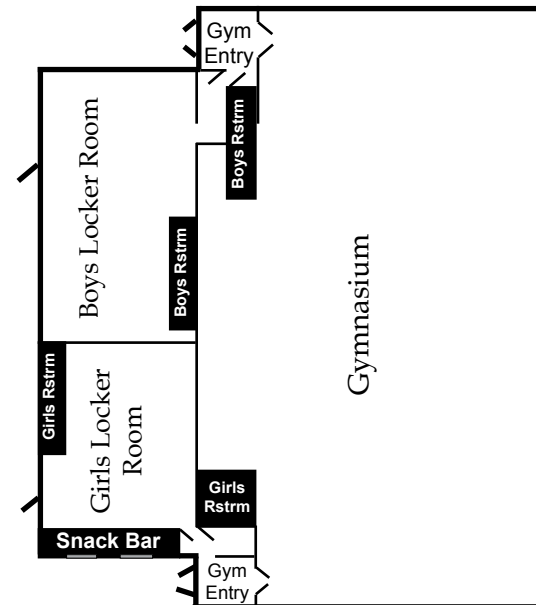 Gym
Entry
Boys Rstrm
Boys Locker Room
Boys Rstrm
Gymnasium
Girls Rstrm
Girls Locker
Room
Girls
Rstrm
Snack Bar
Gym
Entry